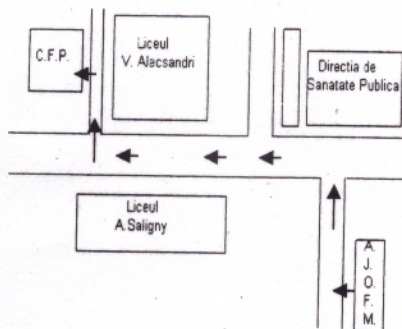 C.F.P.
Liceul
V. Alecsandri
Directia de
Sanatate Publica
Liceul
A.Saligny
A.
J.
O.
F.
M.